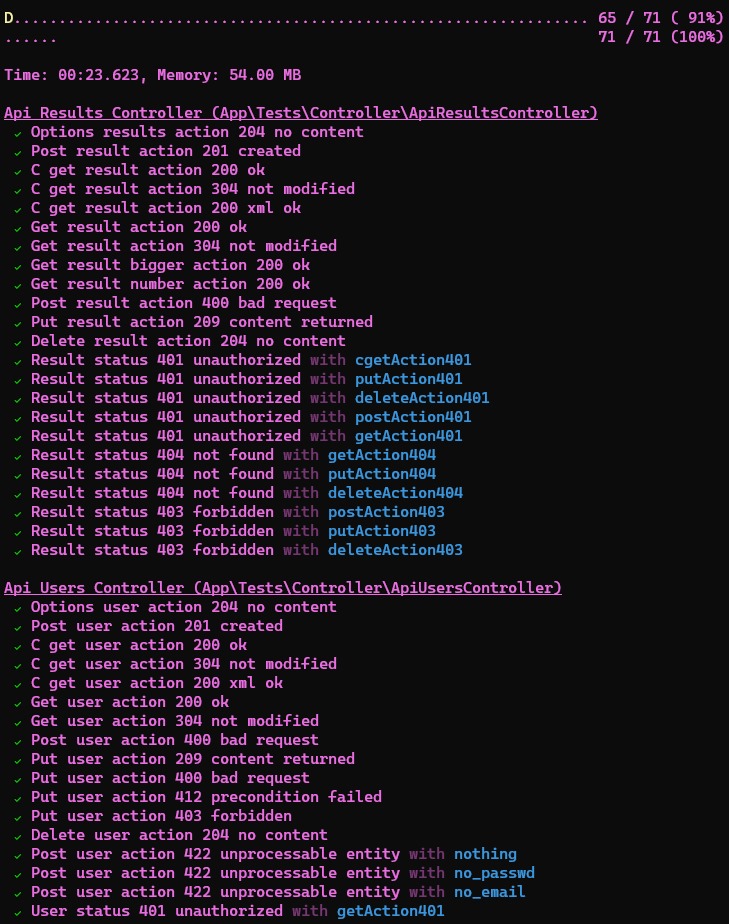 D................................................................ 65 / 71 ( 91%)
...... 71 / 71 (100%)
Time: 00:23.623, Memory: 54.00 MB
Api Results Controller (App\Tests\Controller\ApiResultsController)
✓ Options results action 204 no content
✓ Post result action 201 created
✓ C get result action 200 ok
✓ C get result action 304 not modified
✓ C get result action 200 xml ok
✓ Get result action 200 ok
✓ Get result action 304 not modified
✓ Get result bigger action 200 ok
✓ Get result number action 200 ok
✓ Post result action 400 bad request
✓ Put result action 209 content returned
✓ Delete result action 204 no content
✓ Result status 401 unauthorized with cgetAction401
✓ Result status 401 unauthorized with putAction401
✓ Result status 401 unauthorized with deleteAction401
✓ Result status 401 unauthorized with postAction401
✓ Result status 401 unauthorized with getAction401
✓ Result status 404 not found with getAction404
✓ Result status 404 not found with putAction404
✓ Result status 404 not found with deleteAction404
✓ Result status 403 forbidden with postAction403
✓ Result status 403 forbidden with putAction403
✓ Result status 403 forbidden with deleteAction403
Api Users Controller (App\Tests\Controller\ApiUsersController)
✓ Options user action 204 no content
✓ Post user action 201 created
✓ C get user action 200 ok
✓ C get user action 304 not modified
✓ C get user action 200 xml ok
✓ Get user action 200 ok
✓ Get user action 304 not modified
✓ Post user action 400 bad request
✓ Put user action 209 content returned
✓ Put user action 400 bad request
✓ Put user action 412 precondition failed
✓ Put user action 403 forbidden
✓ Delete user action 204 no content
✓ Post user action 422 unprocessable entity with nothing
✓ Post user action 422 unprocessable entity with no_passwd
✓ Post user action 422 unprocessable entity with no_email
✓ User status 401 unauthorized with getAction401